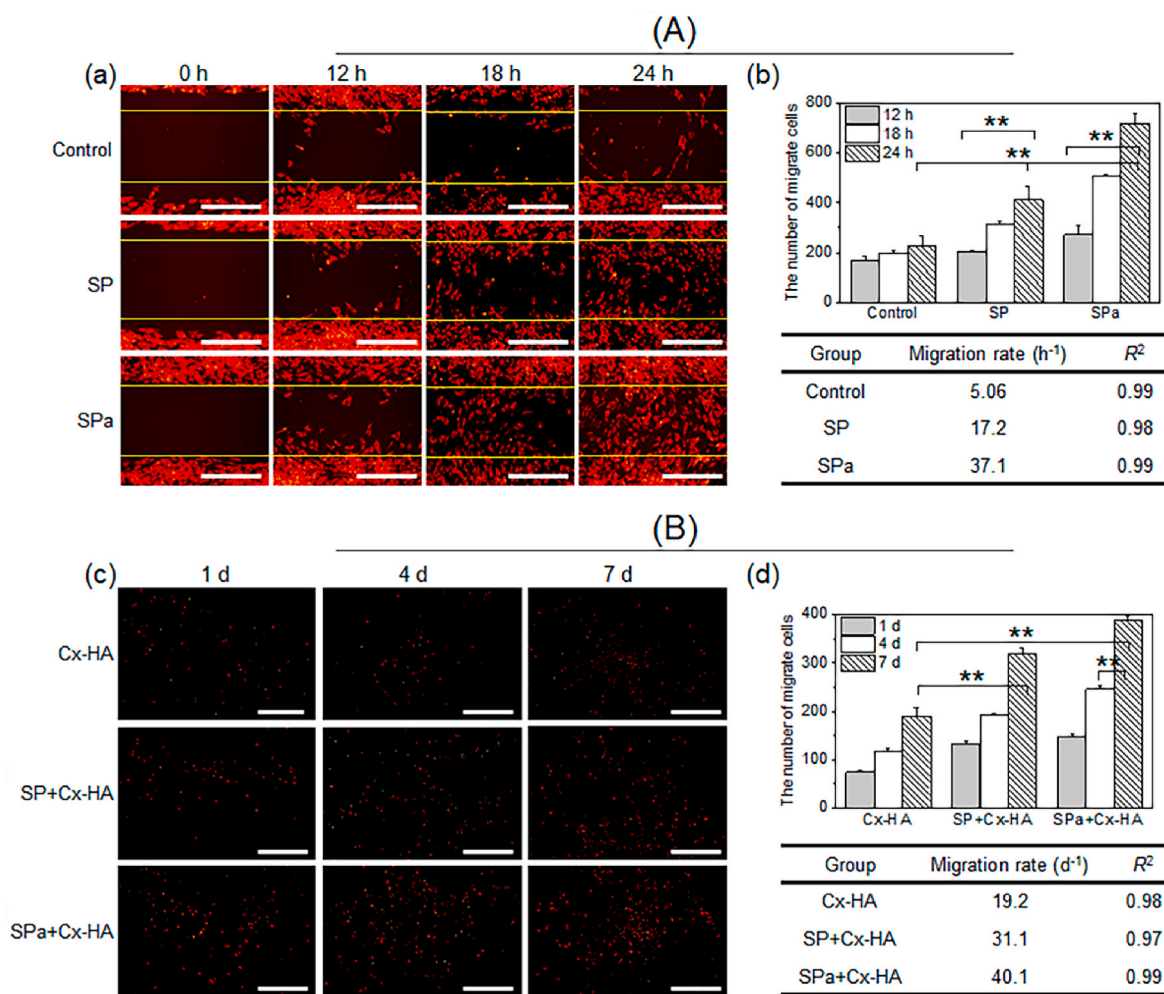 (A)
(a)
0 h 12 h 18 h 24 h
Control
SP
SPa
(b)
The number of migrate cells
800
600
400
200
0
12 h
18 h
24 h
**
**
**
Control SP SPa
Group Migration rate (h⁻¹) R²
Control 5.06 0.99
SP 17.2 0.98
SPa 37.1 0.99
(B)
(c)
1 d 4 d 7 d
Cx-HA
SP+Cx-HA
SPa+Cx-HA
(d)
The number of migrate cells
400
300
200
100
0
1 d
4 d
7 d
**
**
**
Cx-HA SP+Cx-HA SPa+Cx-HA
Group Migration rate (d⁻¹) R²
Cx-HA 19.2 0.98
SP+Cx-HA 31.1 0.97
SPa+Cx-HA 40.1 0.99